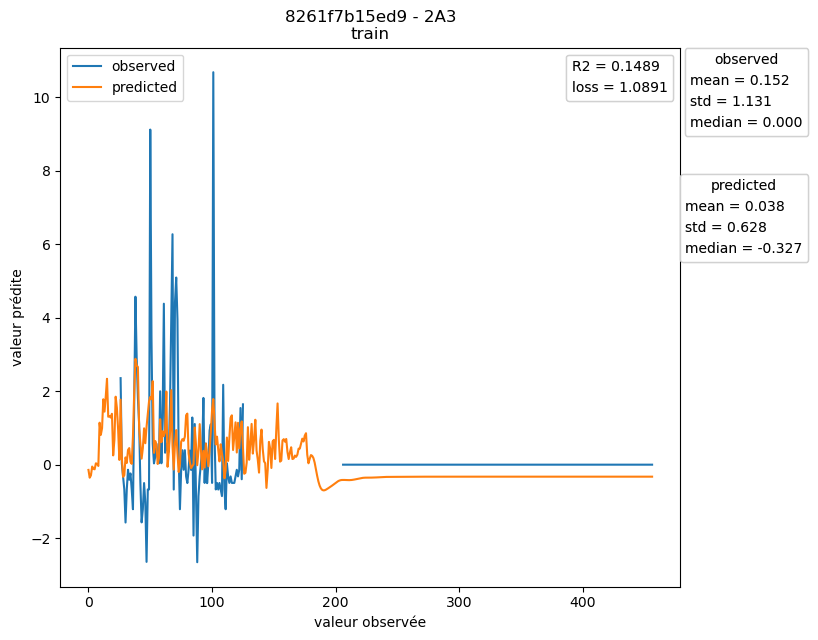 8261f7b15ed9 - 2A3
train
observed
predicted
R2 = 0.1489
loss = 1.0891
observed
mean = 0.152
std = 1.131
median = 0.000
predicted
mean = 0.038
std = 0.628
median = -0.327
valeur prédite
10
8
6
4
2
0
−2
0
100
200
300
400
valeur observée